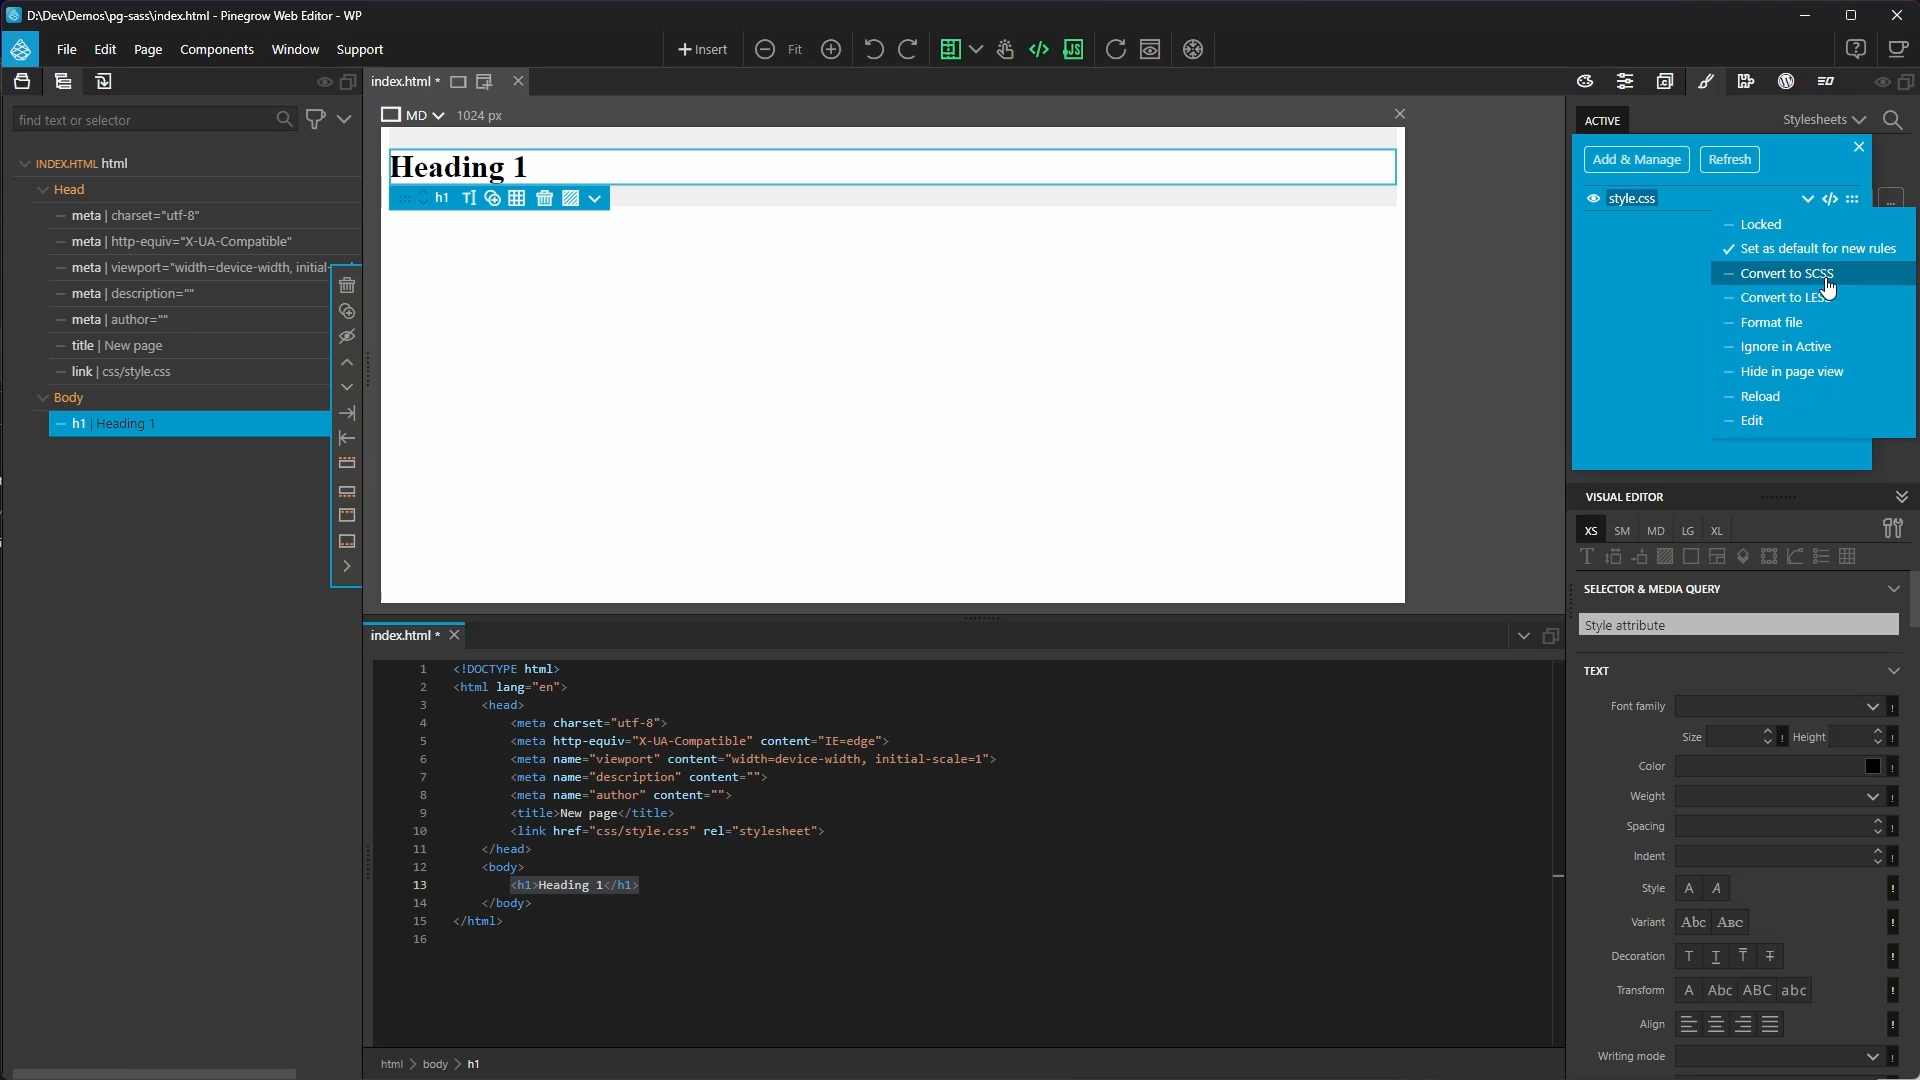 D:\Dev\Demos\pg-sass\index.html - Pinegrow Web Editor - WP
File Edit Page Components Window Support
Insert Fit
index.html *
find text or selector
MD 1024 px
ACTIVE Stylesheets
Add & Manage Refresh
style.css
...
Locked
Set as default for new rules
Convert to SCSS
Convert to LESS
Format file
Ignore in Active
Hide in page view
Reload
Edit
INDEX.HTML html
Head
meta | charset="utf-8"
meta | http-equiv="X-UA-Compatible"
meta | viewport="width=device-width, initial-
meta | description=""
meta | author=""
title | New page
link | css/style.css
Body
h1 | Heading 1
Heading 1
h1
index.html *
1 <!DOCTYPE html>
2 <html lang="en">
3 <head>
4 <meta charset="utf-8">
5 <meta http-equiv="X-UA-Compatible" content="IE=edge">
6 <meta name="viewport" content="width=device-width, initial-scale=1">
7 <meta name="description" content="">
8 <meta name="author" content="">
9 <title>New page</title>
10 <link href="css/style.css" rel="stylesheet">
11 </head>
12 <body>
13 <h1>Heading 1</h1>
14 </body>
15 </html>
16
html body h1
VISUAL EDITOR
XS SM MD LG XL
SELECTOR & MEDIA QUERY
Style attribute
TEXT
Font family !
Size ! Height !
Color !
Weight !
Spacing !
Indent !
Style A A !
Variant Abc ABC !
Decoration T T T T !
Transform A Abc ABC abc !
Align !
Writing mode !